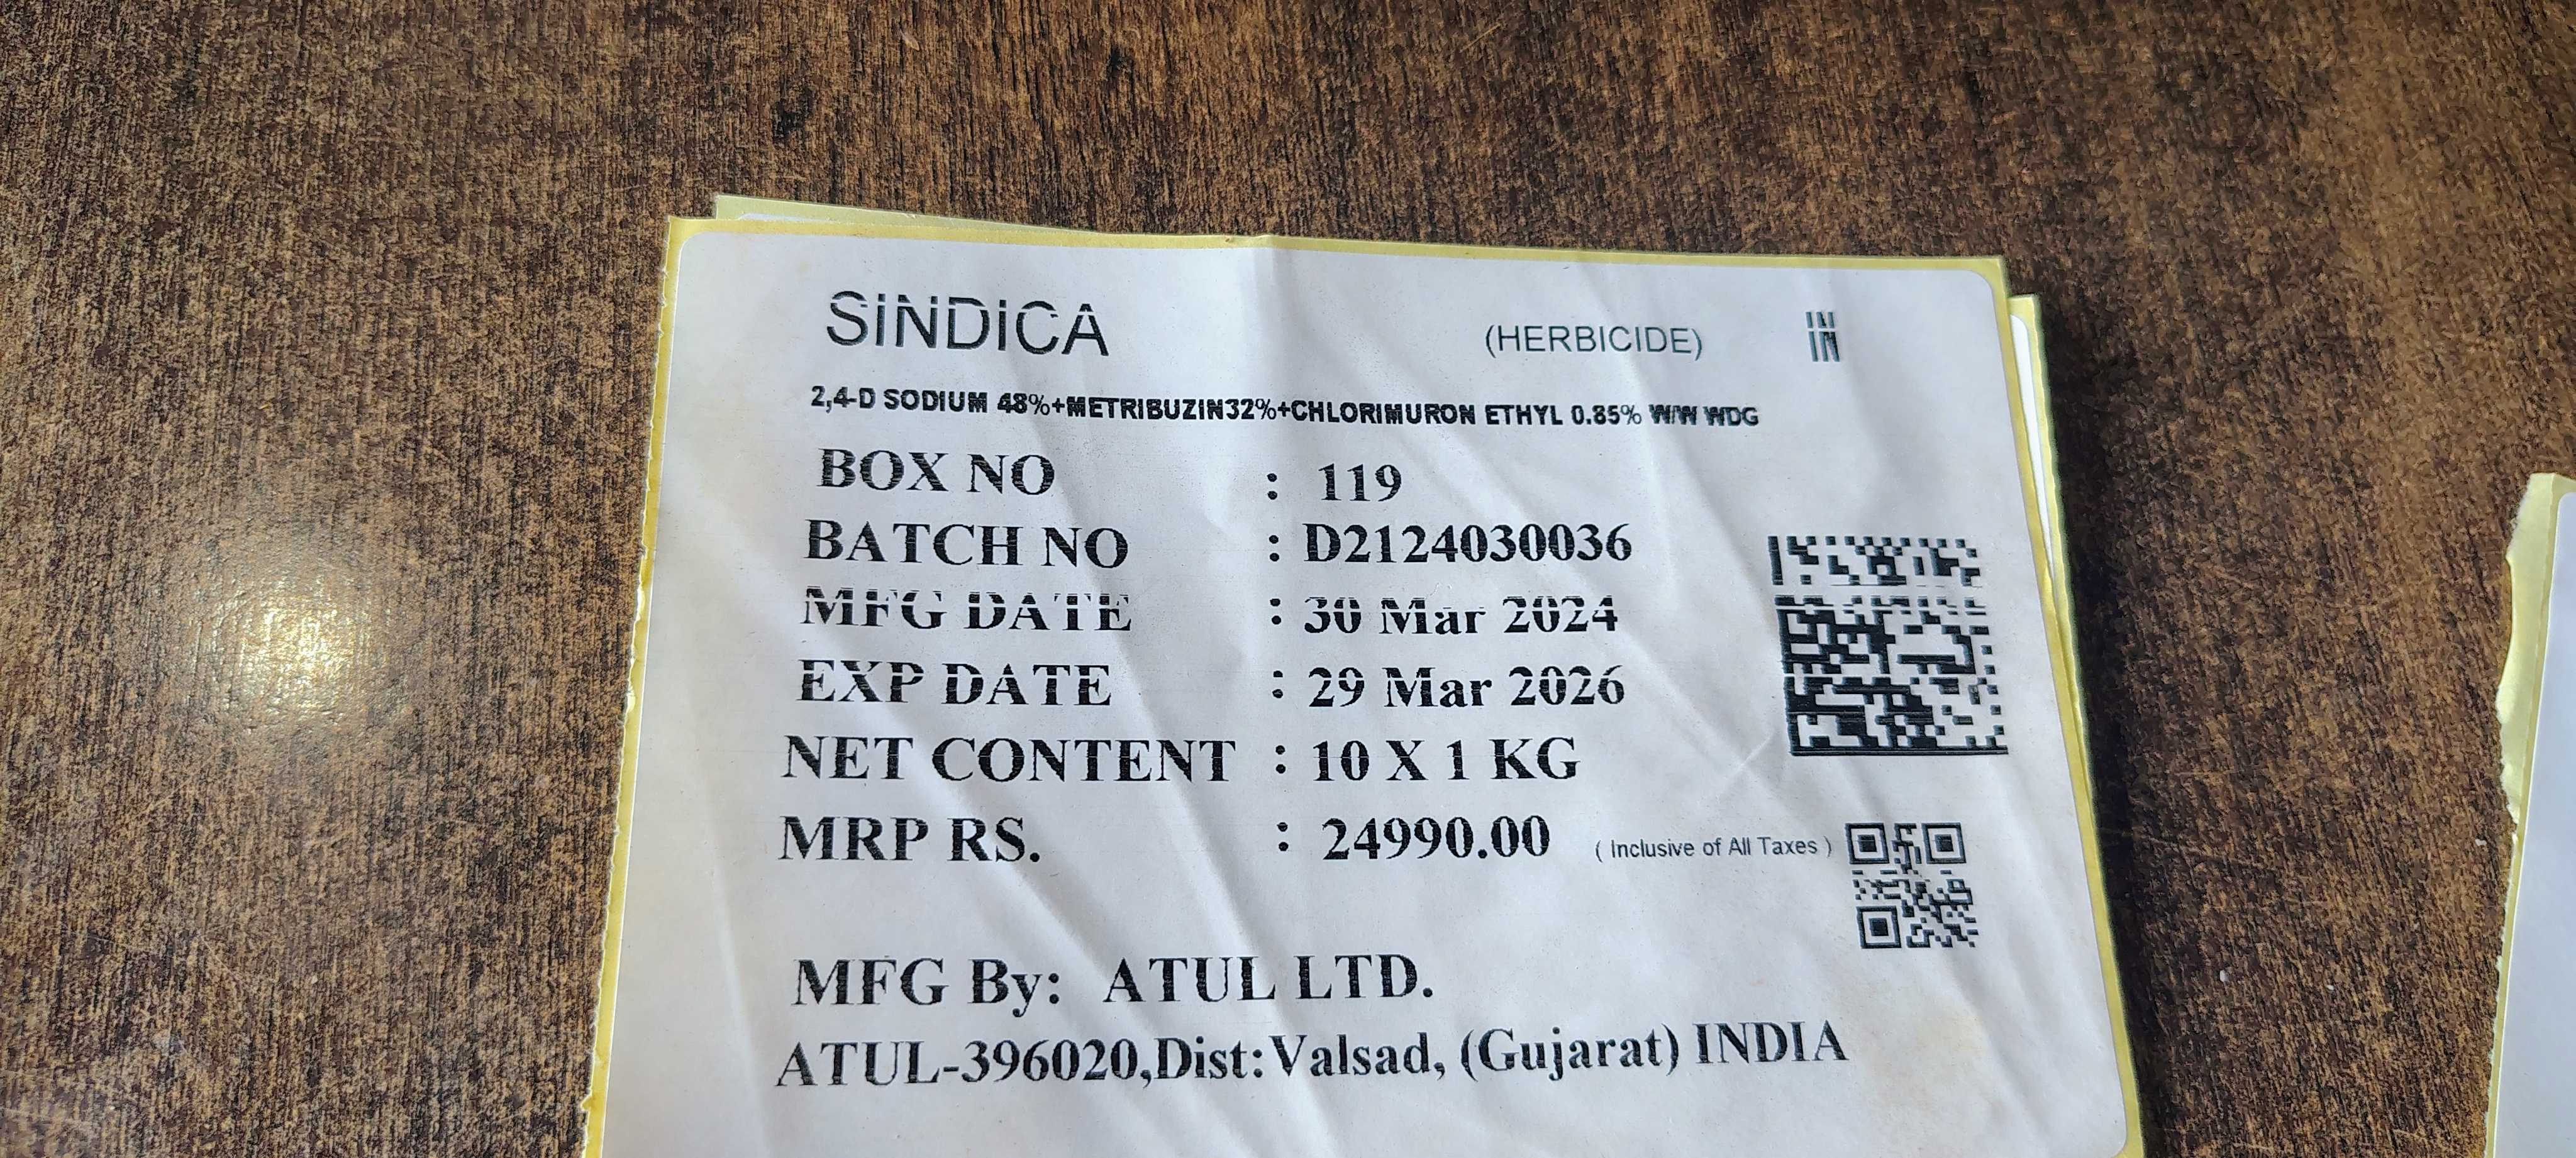 SiNDiCA (HERBICIDE) IN
2,4-D SODIUM 48%+METRIBUZIN32%+CHLORIMURON ETHYL 0.85% W/W WDG
BOX NO : 119
BATCH NO : D2124030036
MFG DATE : 30 Mar 2024
EXP DATE : 29 Mar 2026
NET CONTENT : 10 X 1 KG
MRP RS. : 24990.00 ( Inclusive of All Taxes )
MFG By: ATUL LTD.
ATUL-396020,Dist:Valsad, (Gujarat) INDIA